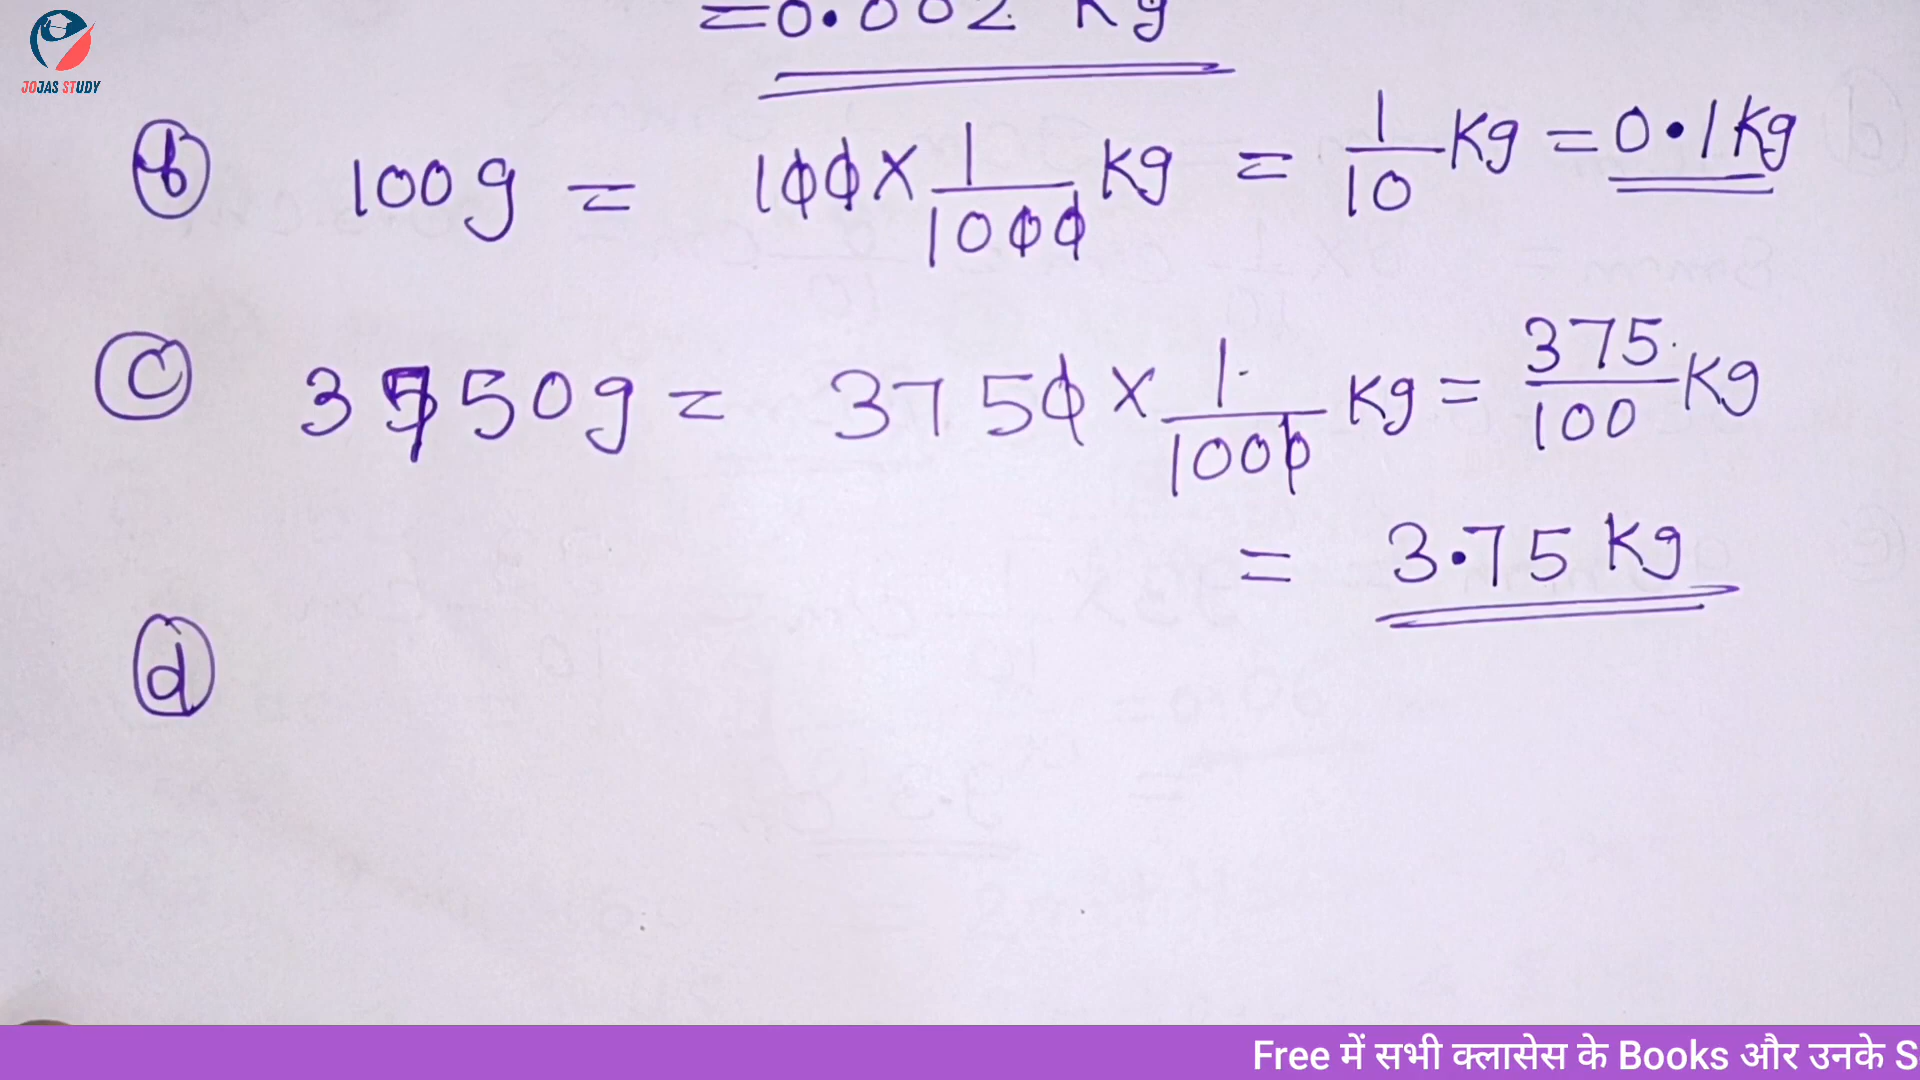 JOJAS STUDY
=0.002 Kg
(b) 100g = 100 x 1/1000 Kg = 1/10 Kg = 0.1 Kg
(c) 3750g = 3750 x 1/1000 Kg = 375/100 Kg
= 3.75 Kg
(d)
Free में सभी क्लासेस के Books और उनके S